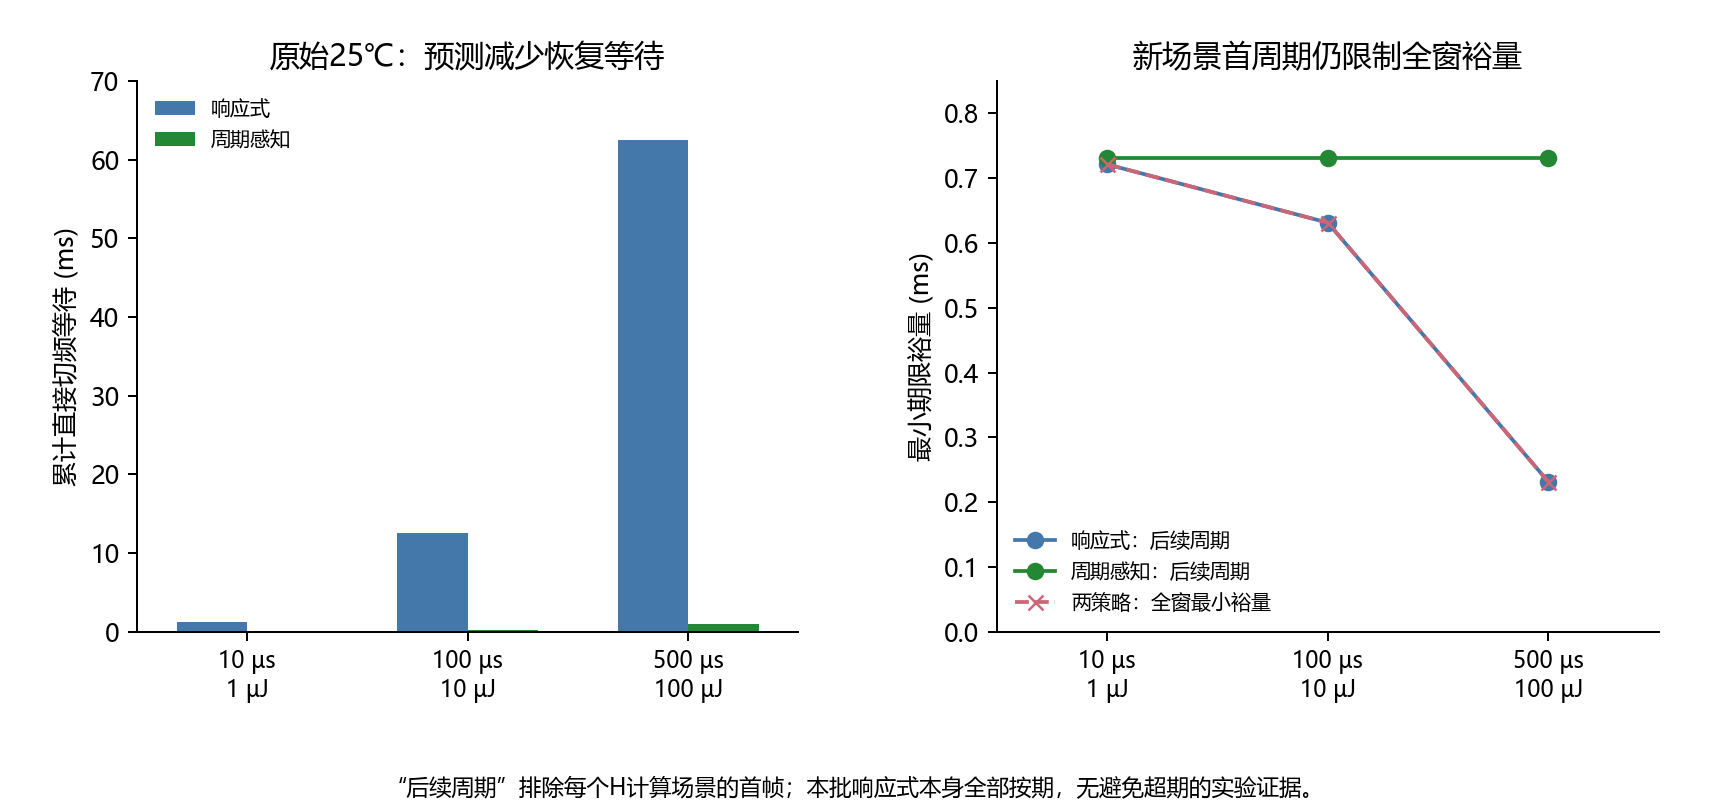 原始25℃：预测减少恢复等待
70
60
50
40
30
20
10
0
累计直接切频等待 (ms)
响应式
周期感知
10 μs
1 μJ
100 μs
10 μJ
500 μs
100 μJ
新场景首周期仍限制全窗裕量
0.8
0.7
0.6
0.5
0.4
0.3
0.2
0.1
0.0
最小期限裕量 (ms)
响应式：后续周期
周期感知：后续周期
两策略：全窗最小裕量
10 μs
1 μJ
100 μs
10 μJ
500 μs
100 μJ
“后续周期”排除每个H计算场景的首帧；本批响应式本身全部按期，无避免超期的实验证据。